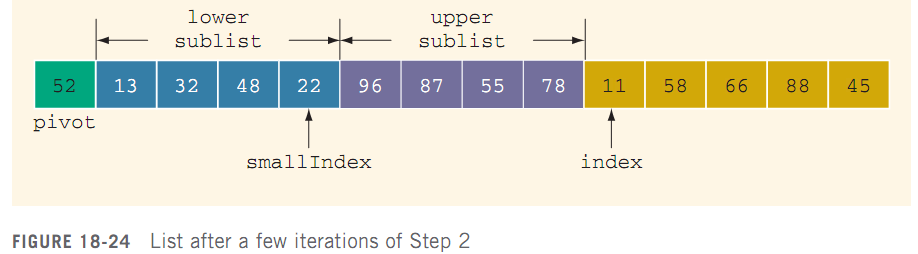 lower upper
sublist sublist
52 13 32 48 22 96 87 55 78 11 58 66 88 45
pivot
smallIndex index
FIGURE 18-24 List after a few iterations of Step 2